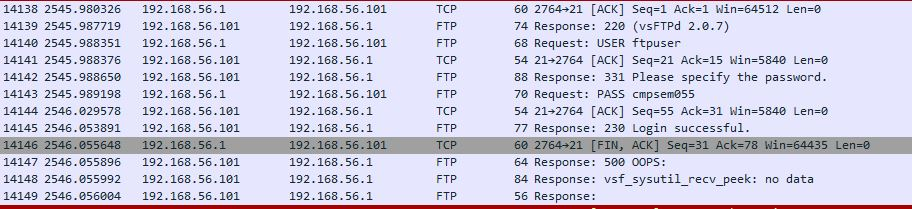 14138 2545.980326 192.168.56.1 192.168.56.101 TCP 60 2764→21 [ACK] Seq=1 Ack=1 Win=64512 Len=0
14139 2545.987719 192.168.56.101 192.168.56.1 FTP 74 Response: 220 (vsFTPd 2.0.7)
14140 2545.988351 192.168.56.1 192.168.56.101 FTP 68 Request: USER ftpuser
14141 2545.988376 192.168.56.101 192.168.56.1 TCP 54 21→2764 [ACK] Seq=21 Ack=15 Win=5840 Len=0
14142 2545.988650 192.168.56.101 192.168.56.1 FTP 88 Response: 331 Please specify the password.
14143 2545.989198 192.168.56.1 192.168.56.101 FTP 70 Request: PASS cmpsem055
14144 2546.029578 192.168.56.101 192.168.56.1 TCP 54 21→2764 [ACK] Seq=55 Ack=31 Win=5840 Len=0
14145 2546.053891 192.168.56.101 192.168.56.1 FTP 77 Response: 230 Login successful.
14146 2546.055648 192.168.56.1 192.168.56.101 TCP 60 2764→21 [FIN, ACK] Seq=31 Ack=78 Win=64435 Len=0
14147 2546.055896 192.168.56.101 192.168.56.1 FTP 64 Response: 500 OOPS:
14148 2546.055992 192.168.56.101 192.168.56.1 FTP 84 Response: vsf_sysutil_recv_peek: no data
14149 2546.056004 192.168.56.101 192.168.56.1 FTP 56 Response: